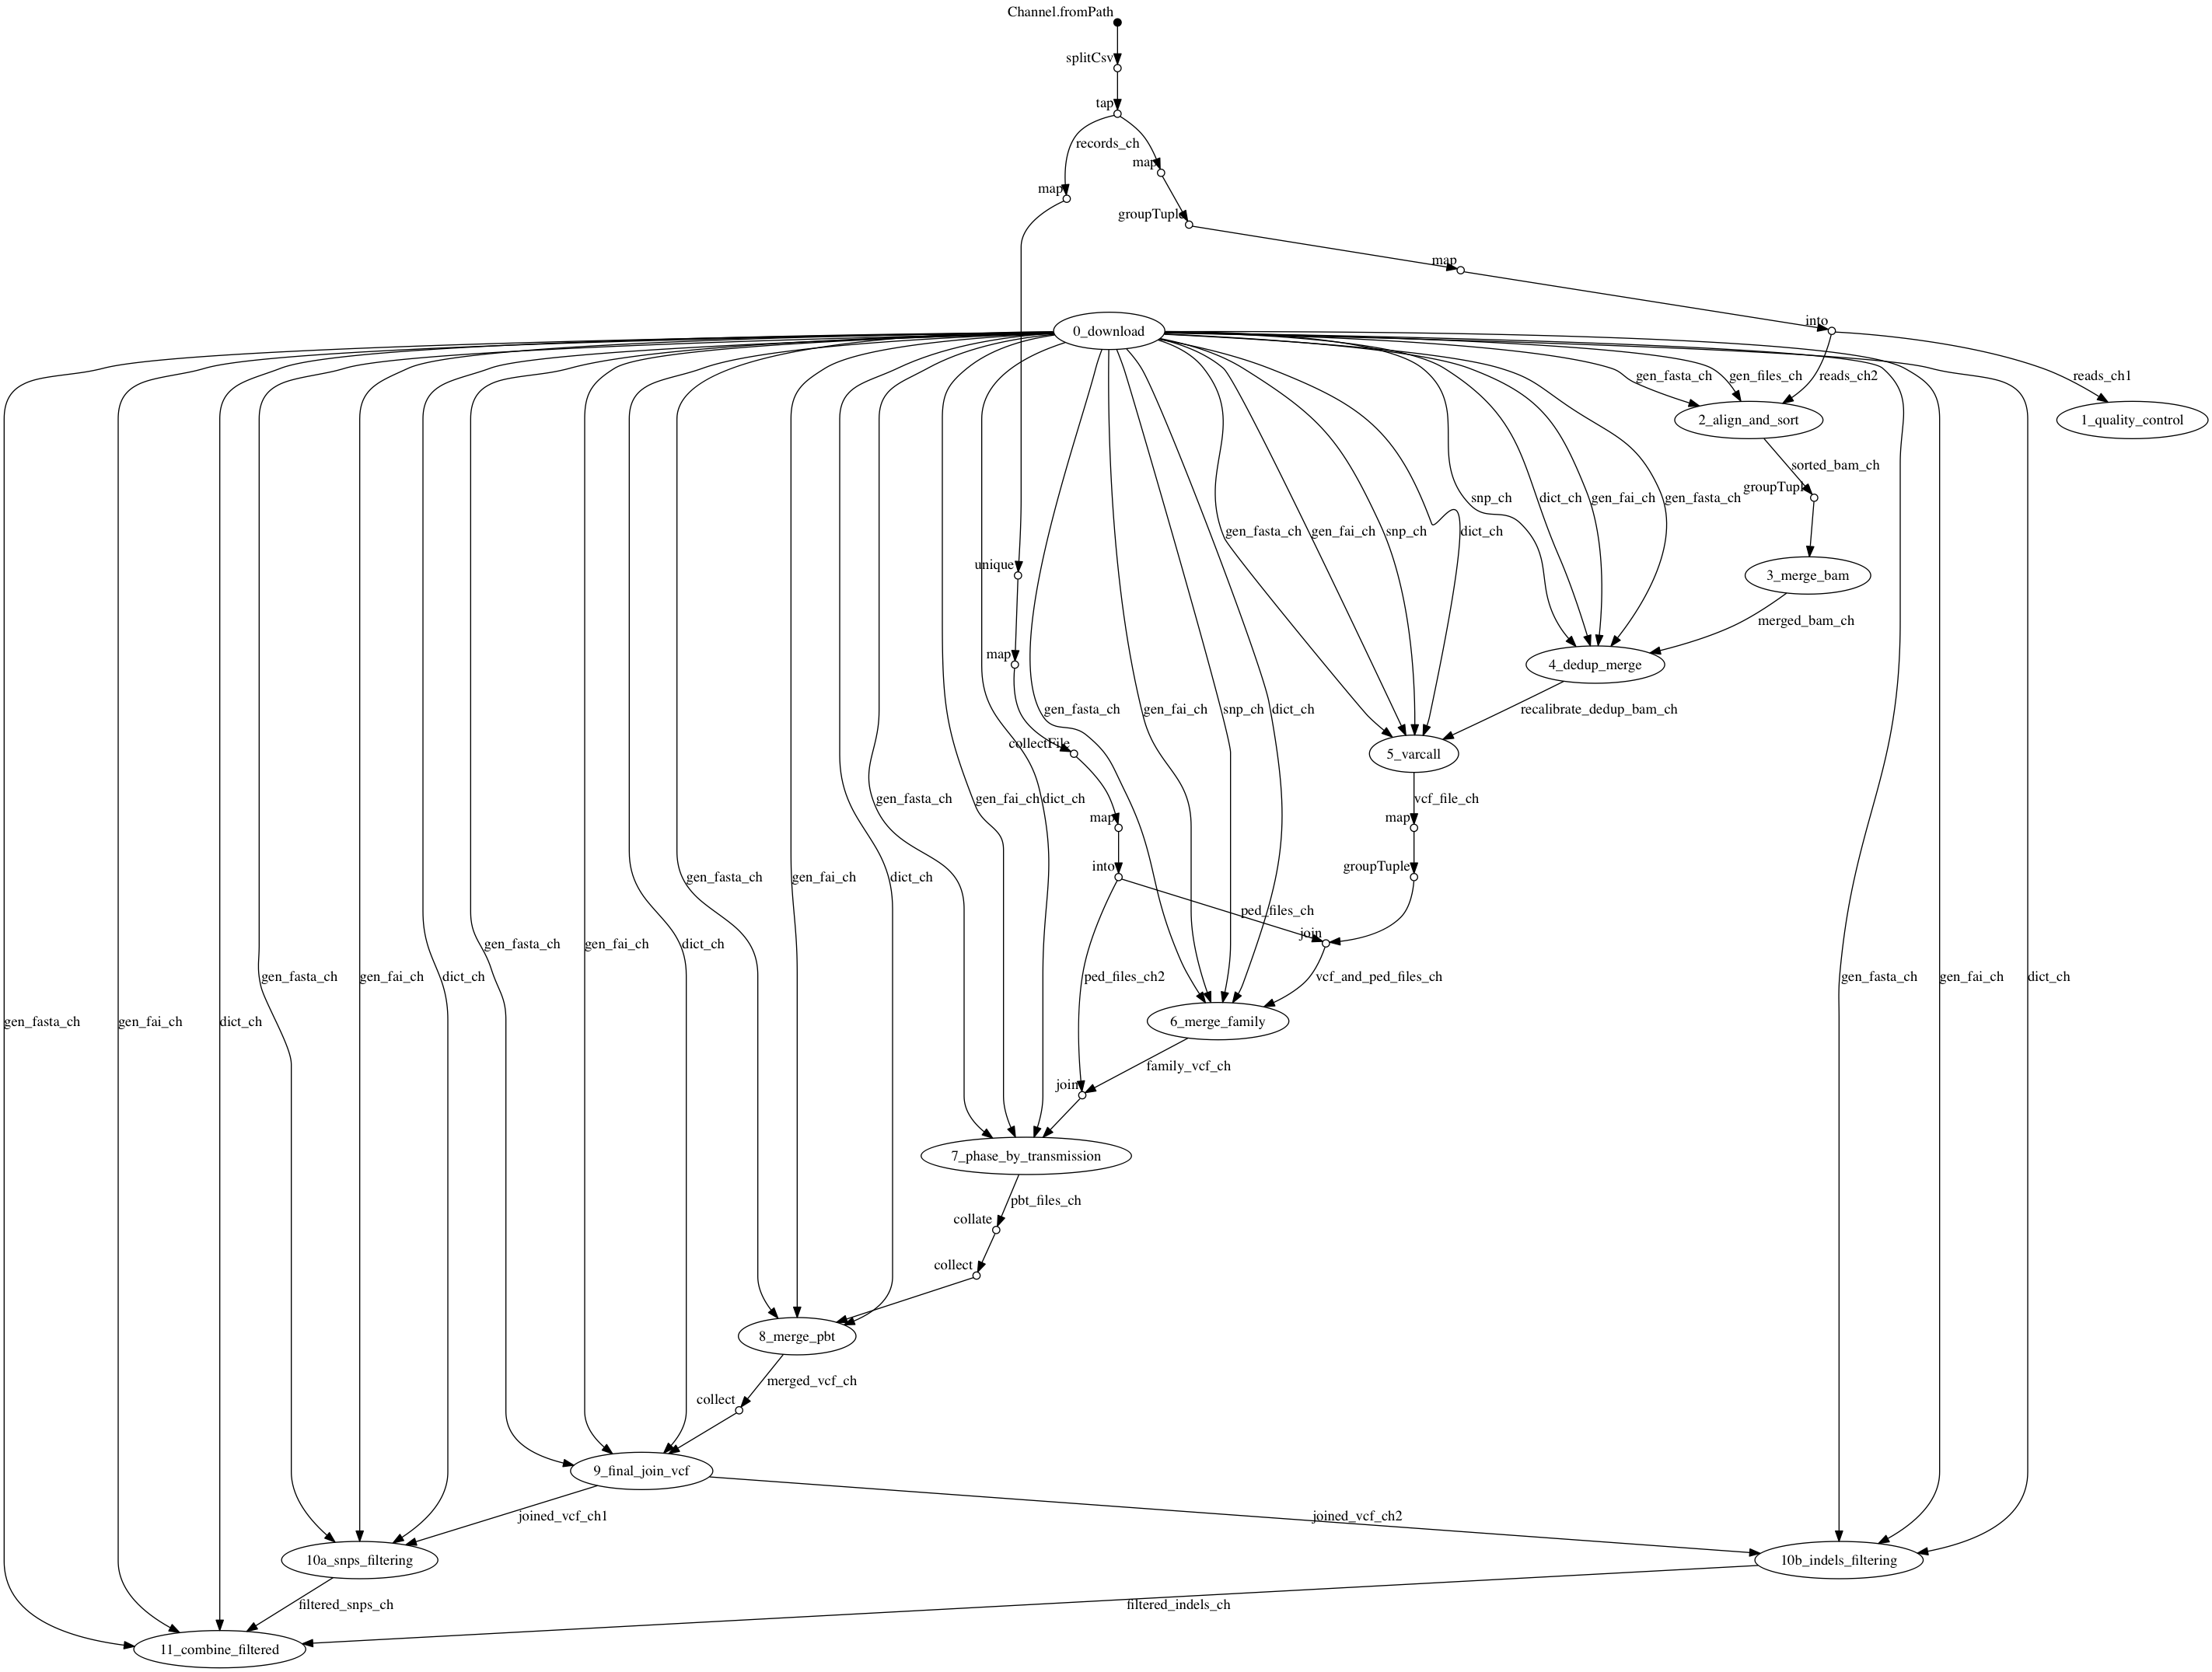 Channel.fromPath
splitCsv
tap
records_ch
map
map
groupTuple
map
0_download
into
gen_fasta_ch
gen_files_ch
reads_ch2
reads_ch1
2_align_and_sort
1_quality_control
sorted_bam_ch
groupTuple
snp_ch
dict_ch
gen_fai_ch
gen_fasta_ch
gen_fasta_ch
gen_fai_ch
snp_ch
dict_ch
unique
3_merge_bam
merged_bam_ch
map
4_dedup_merge
gen_fasta_ch
gen_fai_ch
snp_ch
dict_ch
recalibrate_dedup_bam_ch
collectFile
5_varcall
gen_fasta_ch
gen_fai_ch
dict_ch
vcf_file_ch
map
map
into
groupTuple
gen_fasta_ch
gen_fai_ch
dict_ch
ped_files_ch
join
gen_fasta_ch
gen_fai_ch
dict_ch
gen_fasta_ch
gen_fai_ch
dict_ch
ped_files_ch2
vcf_and_ped_files_ch
gen_fasta_ch
gen_fai_ch
dict_ch
gen_fasta_ch
gen_fai_ch
dict_ch
6_merge_family
family_vcf_ch
join
7_phase_by_transmission
pbt_files_ch
collate
collect
8_merge_pbt
merged_vcf_ch
collect
9_final_join_vcf
joined_vcf_ch1
joined_vcf_ch2
10a_snps_filtering
10b_indels_filtering
filtered_snps_ch
filtered_indels_ch
11_combine_filtered